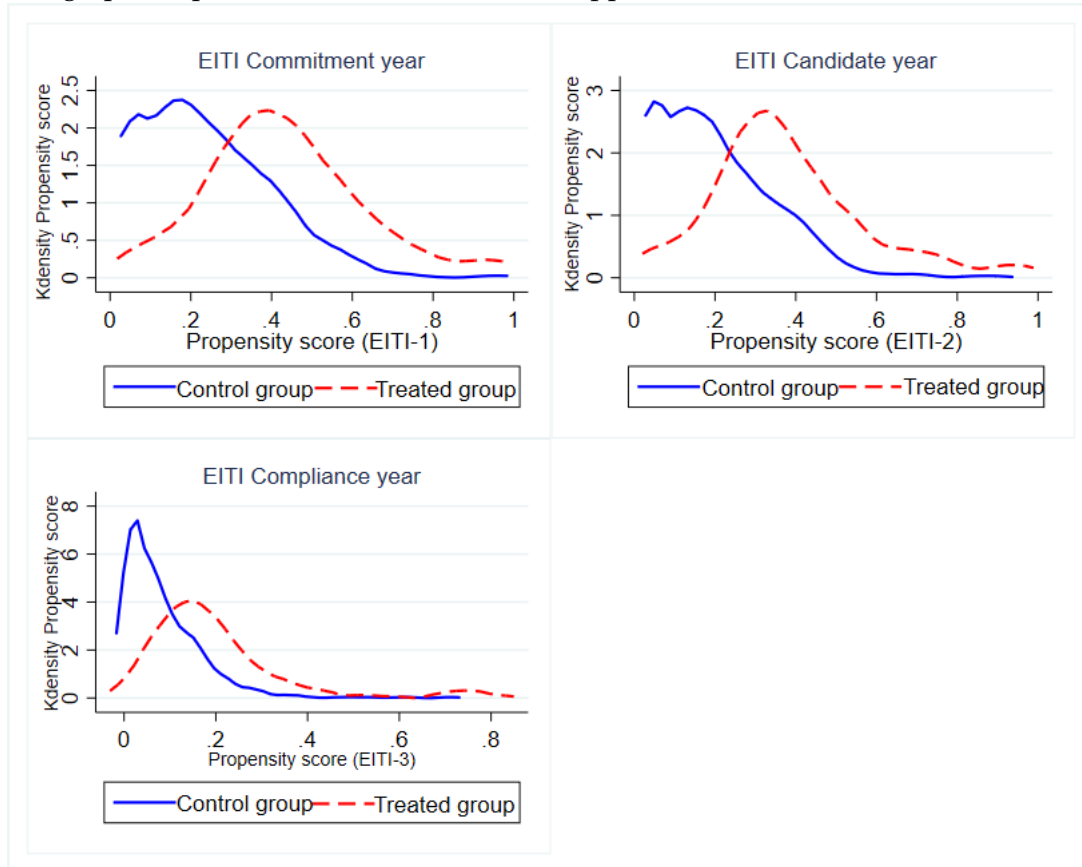 EITI Commitment year
Kdensity Propensity score
0 .5 1 1.5 2 2.5
0 .2 .4 .6 .8 1
Propensity score (EITI-1)
Control group Treated group
EITI Candidate year
Kdensity Propensity score
0 1 2 3
0 .2 .4 .6 .8 1
Propensity score (EITI-2)
Control group Treated group
EITI Compliance year
Kdensity Propensity score
0 2 4 6 8
0 .2 .4 .6 .8
Propensity score (EITI-3)
Control group Treated group